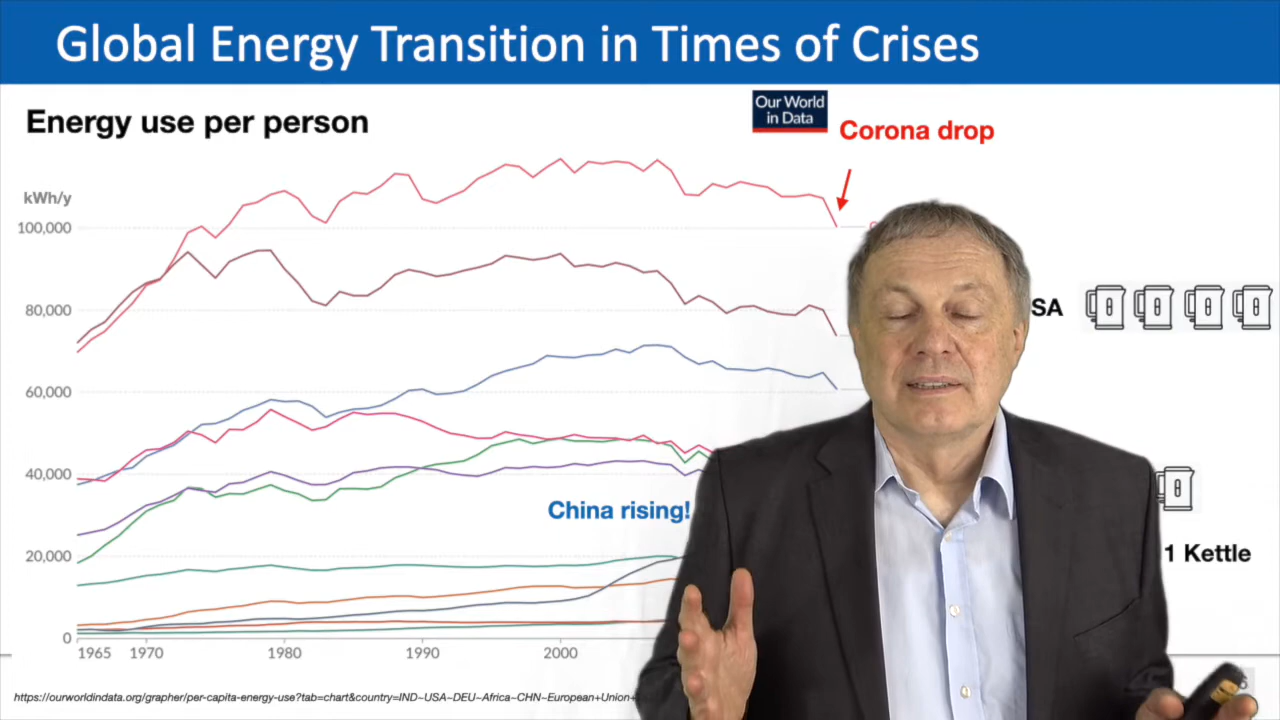 Global Energy Transition in Times of Crises
Energy use per person
Our World
in Data
Corona drop
kWh/y
100,000
80,000
60,000
40,000
20,000
0
SA
China rising!
1 Kettle
1965
1970
1980
1990
2000
https://ourworldindata.org/grapher/per-capita-energy-use?tab=chart&country=IND~USA~DEU~Africa~CHN~European+Union